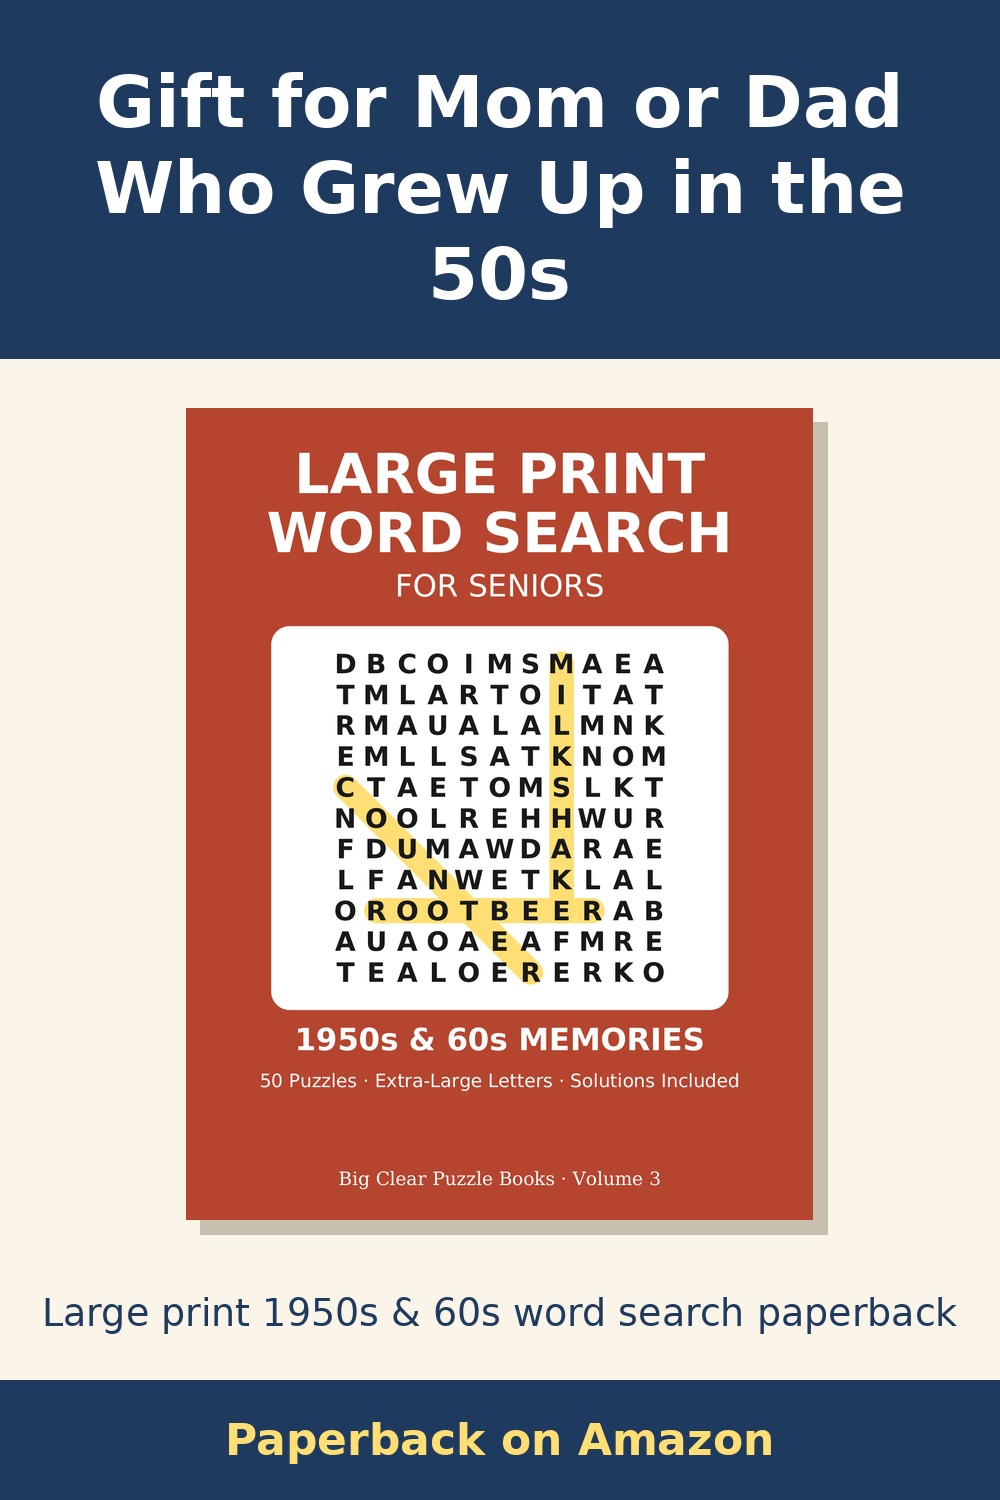 Gift for Mom or Dad
Who Grew Up in the
50s
LARGE PRINT
WORD SEARCH
FOR SENIORS
D B C O I M S M A E A
T M L A R T O I T A T
R M A U A L A L M N K
E M L L S A T K N O M
C T A E T O M S L K T
N O O L R E H H W U R
F D U M A W D A R A E
L F A N W E T K L A L
O R O O T B E E R A B
A U A O A E A F M R E
T E A L O E R E R K O
1950s & 60s MEMORIES
50 Puzzles · Extra-Large Letters · Solutions Included
Big Clear Puzzle Books · Volume 3
Large print 1950s & 60s word search paperback
Paperback on Amazon